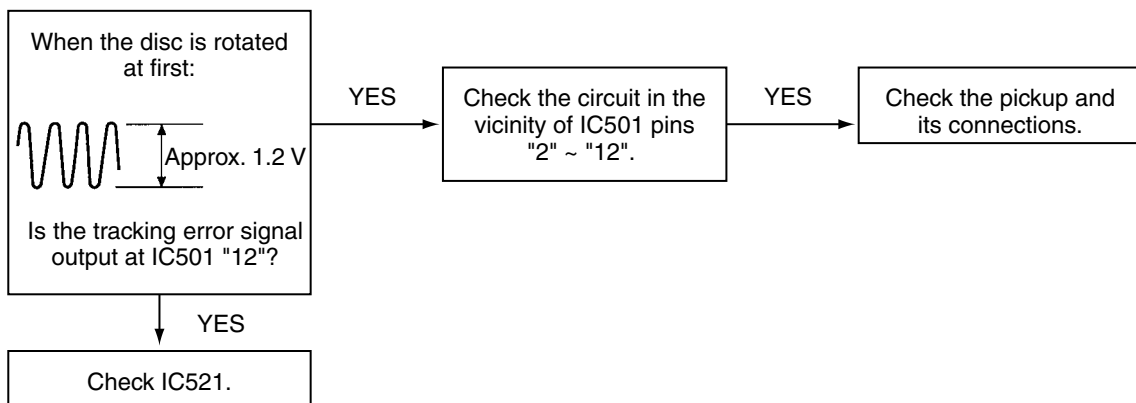 When the disc is rotated
at first:
Approx. 1.2 V
Is the tracking error signal
output at IC501 "12"?
YES
Check the circuit in the
vicinity of IC501 pins
"2" ~ "12".
YES
Check the pickup and
its connections.
YES
Check IC521.